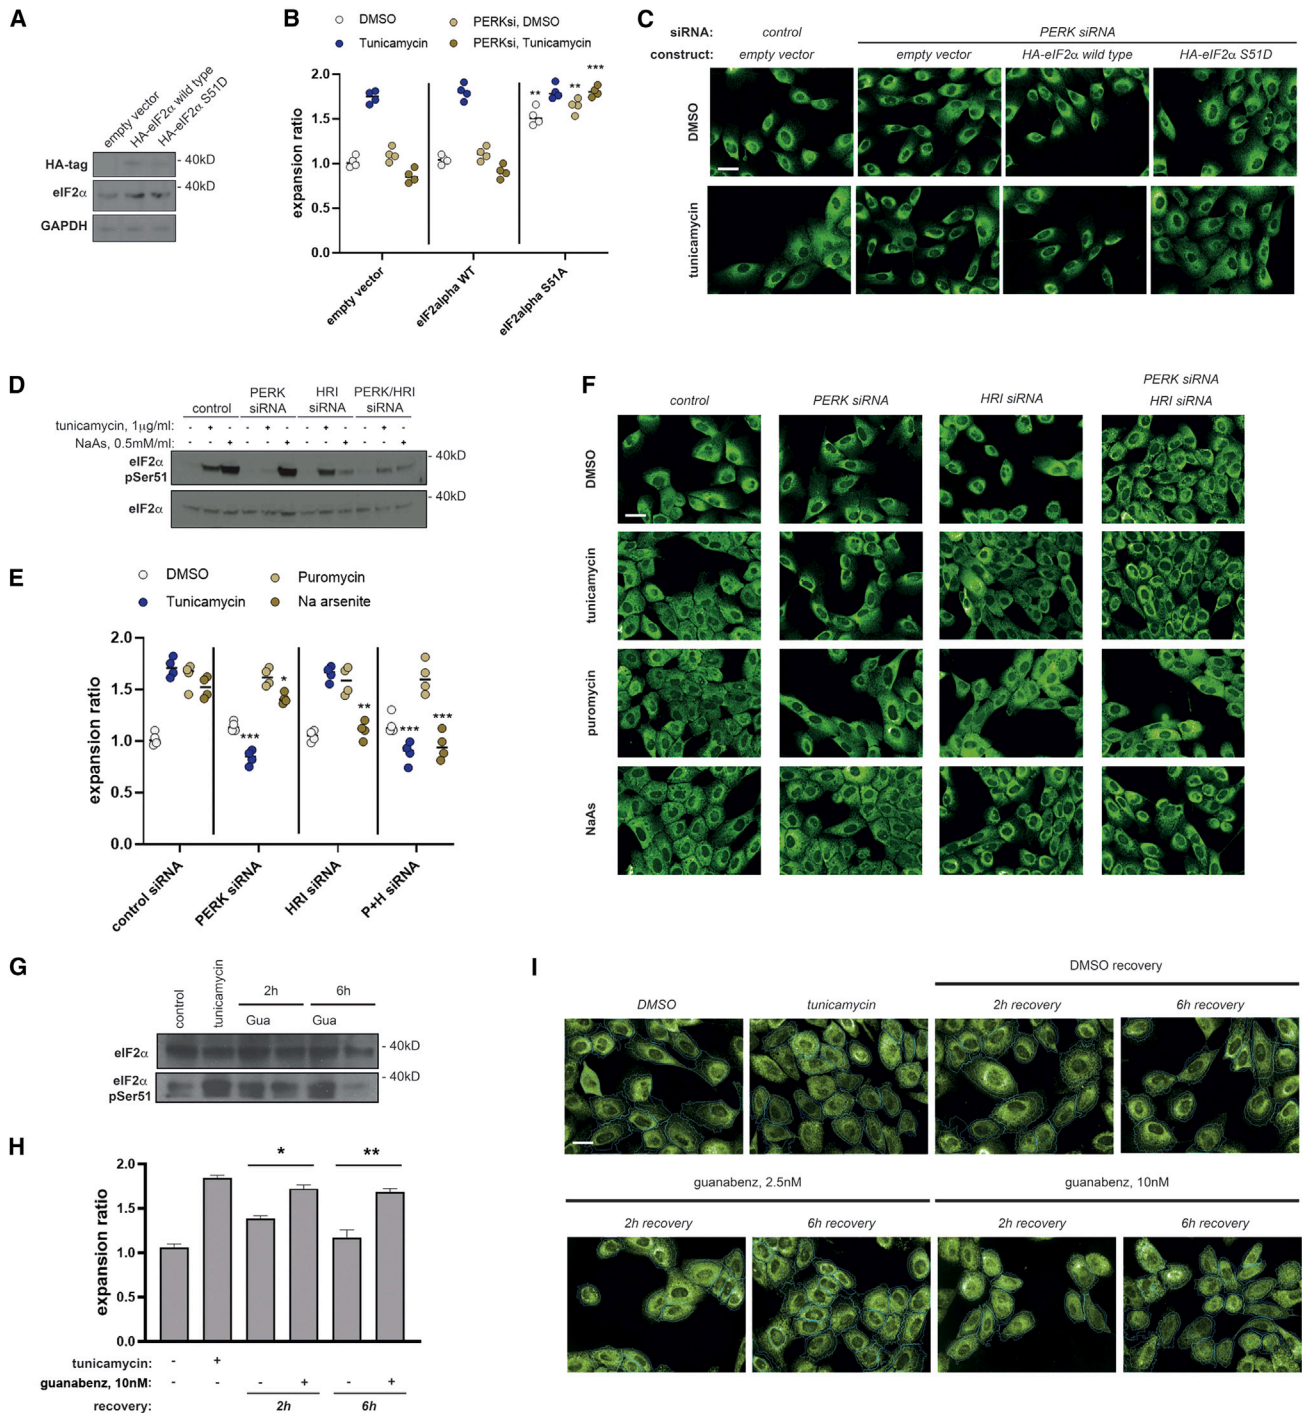 A
empty vector
HA-eIF2α wild type
HA-eIF2α S51D
HA-tag
- 40kD
eIF2α
- 40kD
GAPDH
B
DMSO
PERKsi, DMSO
Tunicamycin
PERKsi, Tunicamycin
expansion ratio
2.0
1.5
1.0
0.5
0.0
**
**
***
empty vector
eIF2alpha WT
eIF2alpha S51A
C
siRNA:
control
PERK siRNA
construct:
empty vector
empty vector
HA-eIF2α wild type
HA-eIF2α S51D
DMSO
tunicamycin
D
control
PERK siRNA
HRI siRNA
PERK/HRI siRNA
tunicamycin, 1µg/ml:
- + - - + - - + - - + -
NaAs, 0.5mM/ml:
- - + - - + - - + - - +
eIF2α pSer51
- 40kD
eIF2α
- 40kD
E
DMSO
Puromycin
Tunicamycin
Na arsenite
expansion ratio
2.0
1.5
1.0
0.5
0.0
***
*
**
***
***
control siRNA
PERK siRNA
HRI siRNA
P+H siRNA
F
control
PERK siRNA
HRI siRNA
PERK siRNA
HRI siRNA
DMSO
tunicamycin
puromycin
NaAs
G
control
tunicamycin
2h
6h
Gua
Gua
eIF2α
- 40kD
eIF2α pSer51
- 40kD
H
expansion ratio
2.0
1.5
1.0
0.5
0.0
*
**
tunicamycin:
- +
guanabenz, 10nM:
- - - + - +
recovery:
2h
6h
I
DMSO recovery
DMSO
tunicamycin
2h recovery
6h recovery
guanabenz, 2.5nM
guanabenz, 10nM
2h recovery
6h recovery
2h recovery
6h recovery